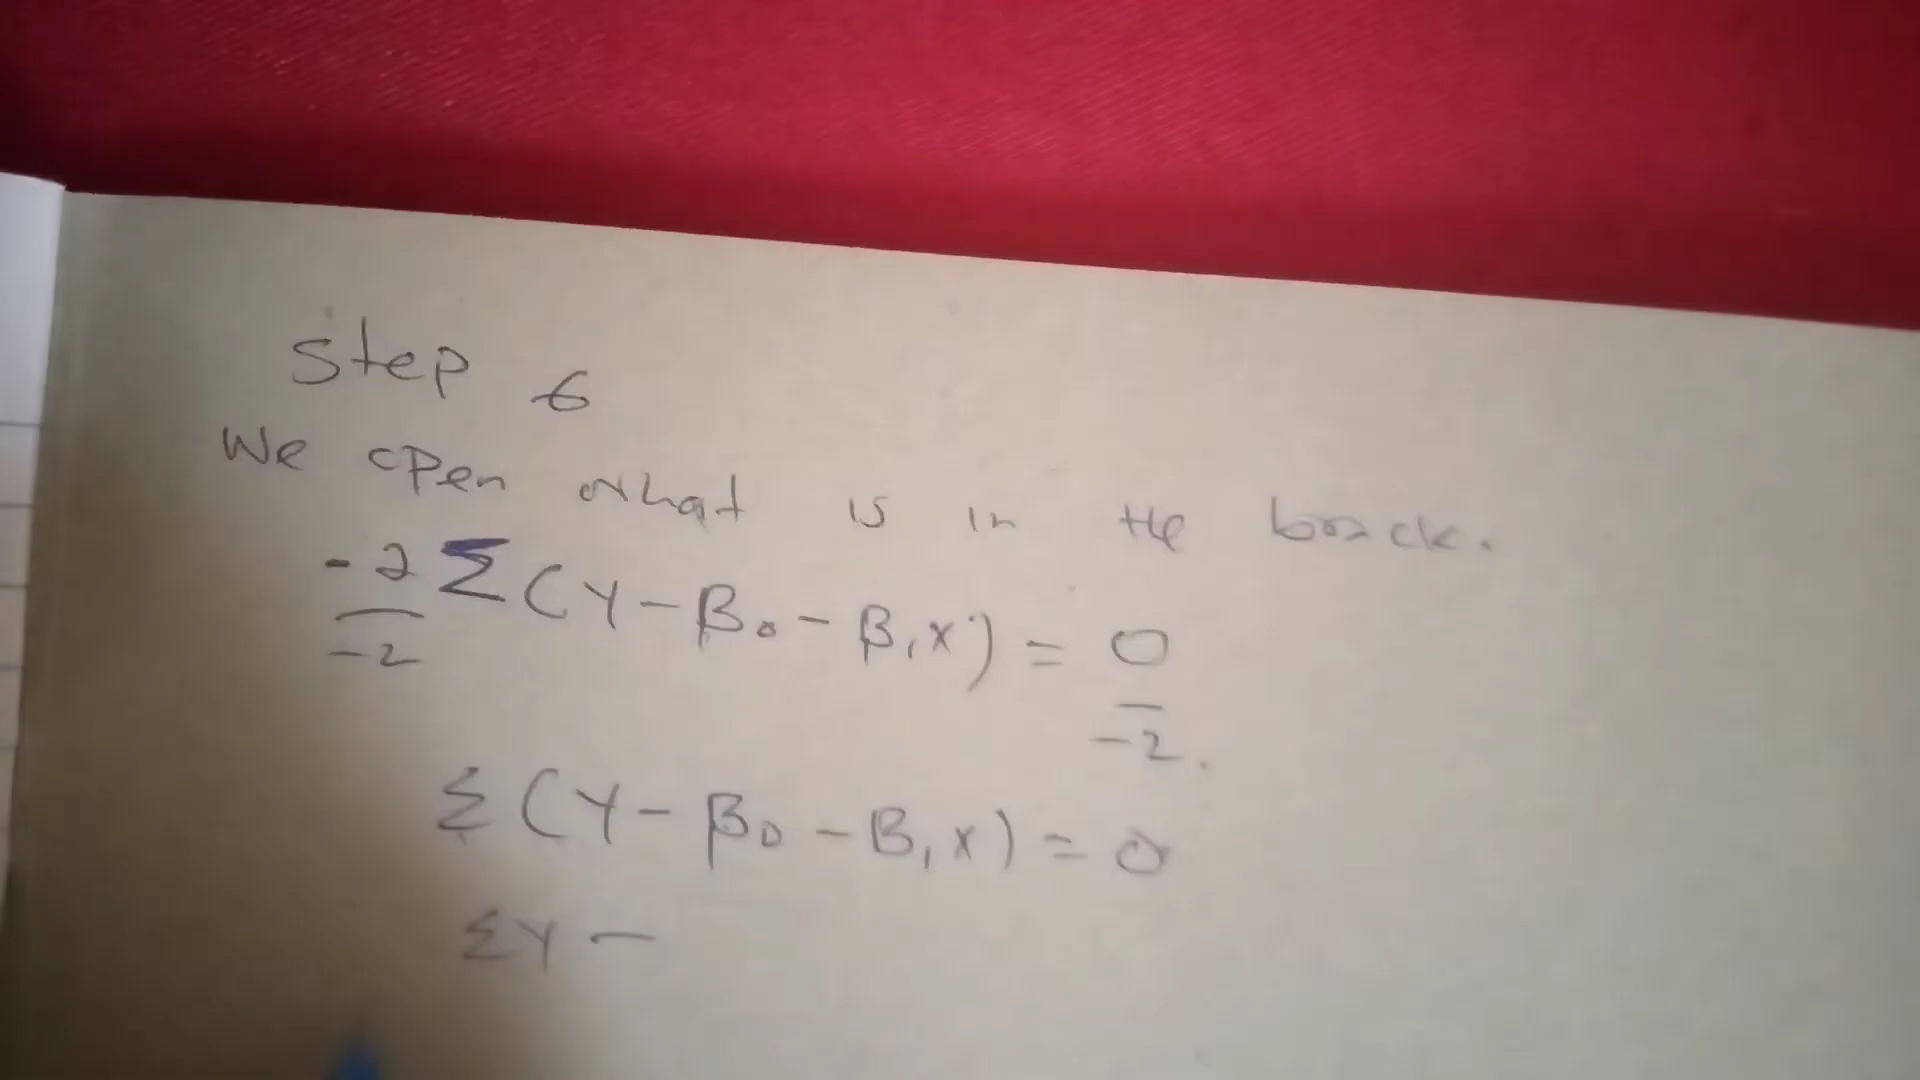 Step 6
We open what is in the brack.
-2 Σ (Y - β₀ - β₁x) = 0
-2 -2.
Σ (Y - β₀ - β₁x) = 0
ΣY -